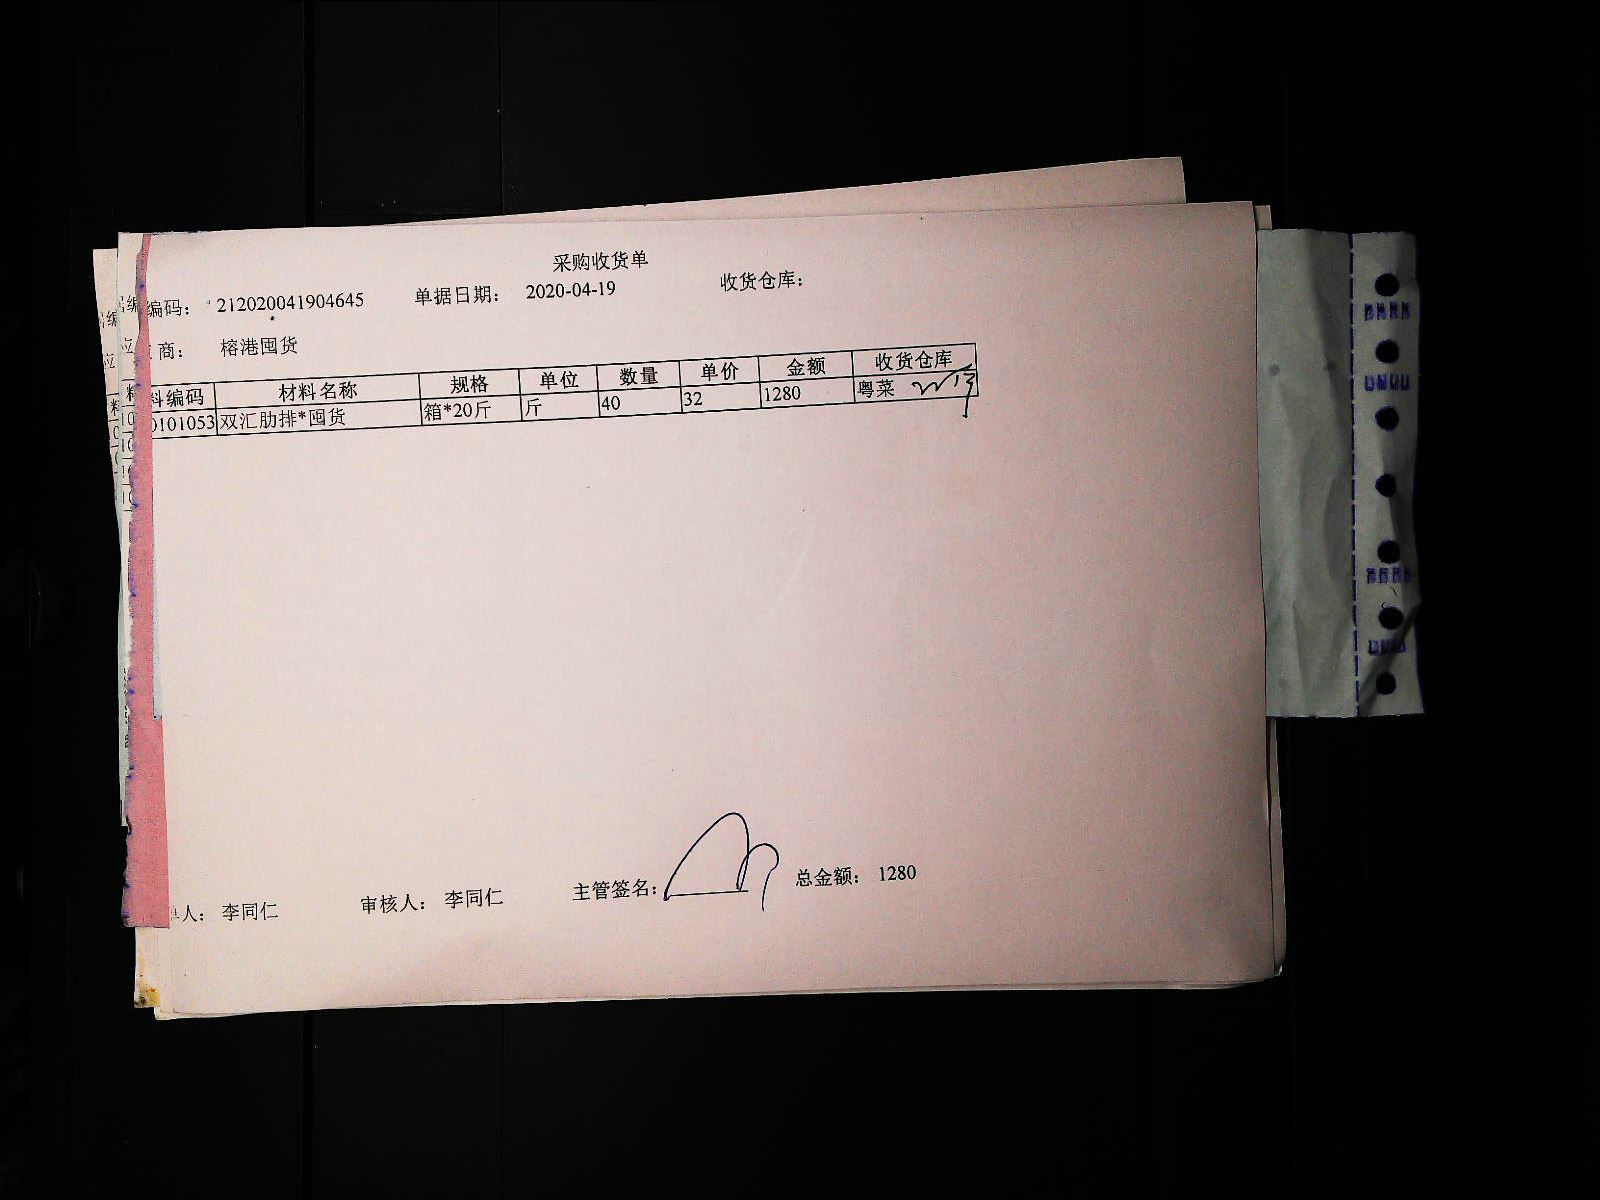 采购收货单
编码： 212020041904645 单据日期： 2020-04-19 收货仓库：
商： 榕港囤货
料编码 材料名称 规格 单位 数量 单价 金额 收货仓库
0101053 双汇肋排*囤货 箱*20斤 斤 40 32 1280 粤菜
单人： 李同仁 审核人： 李同仁 主管签名： 总金额： 1280